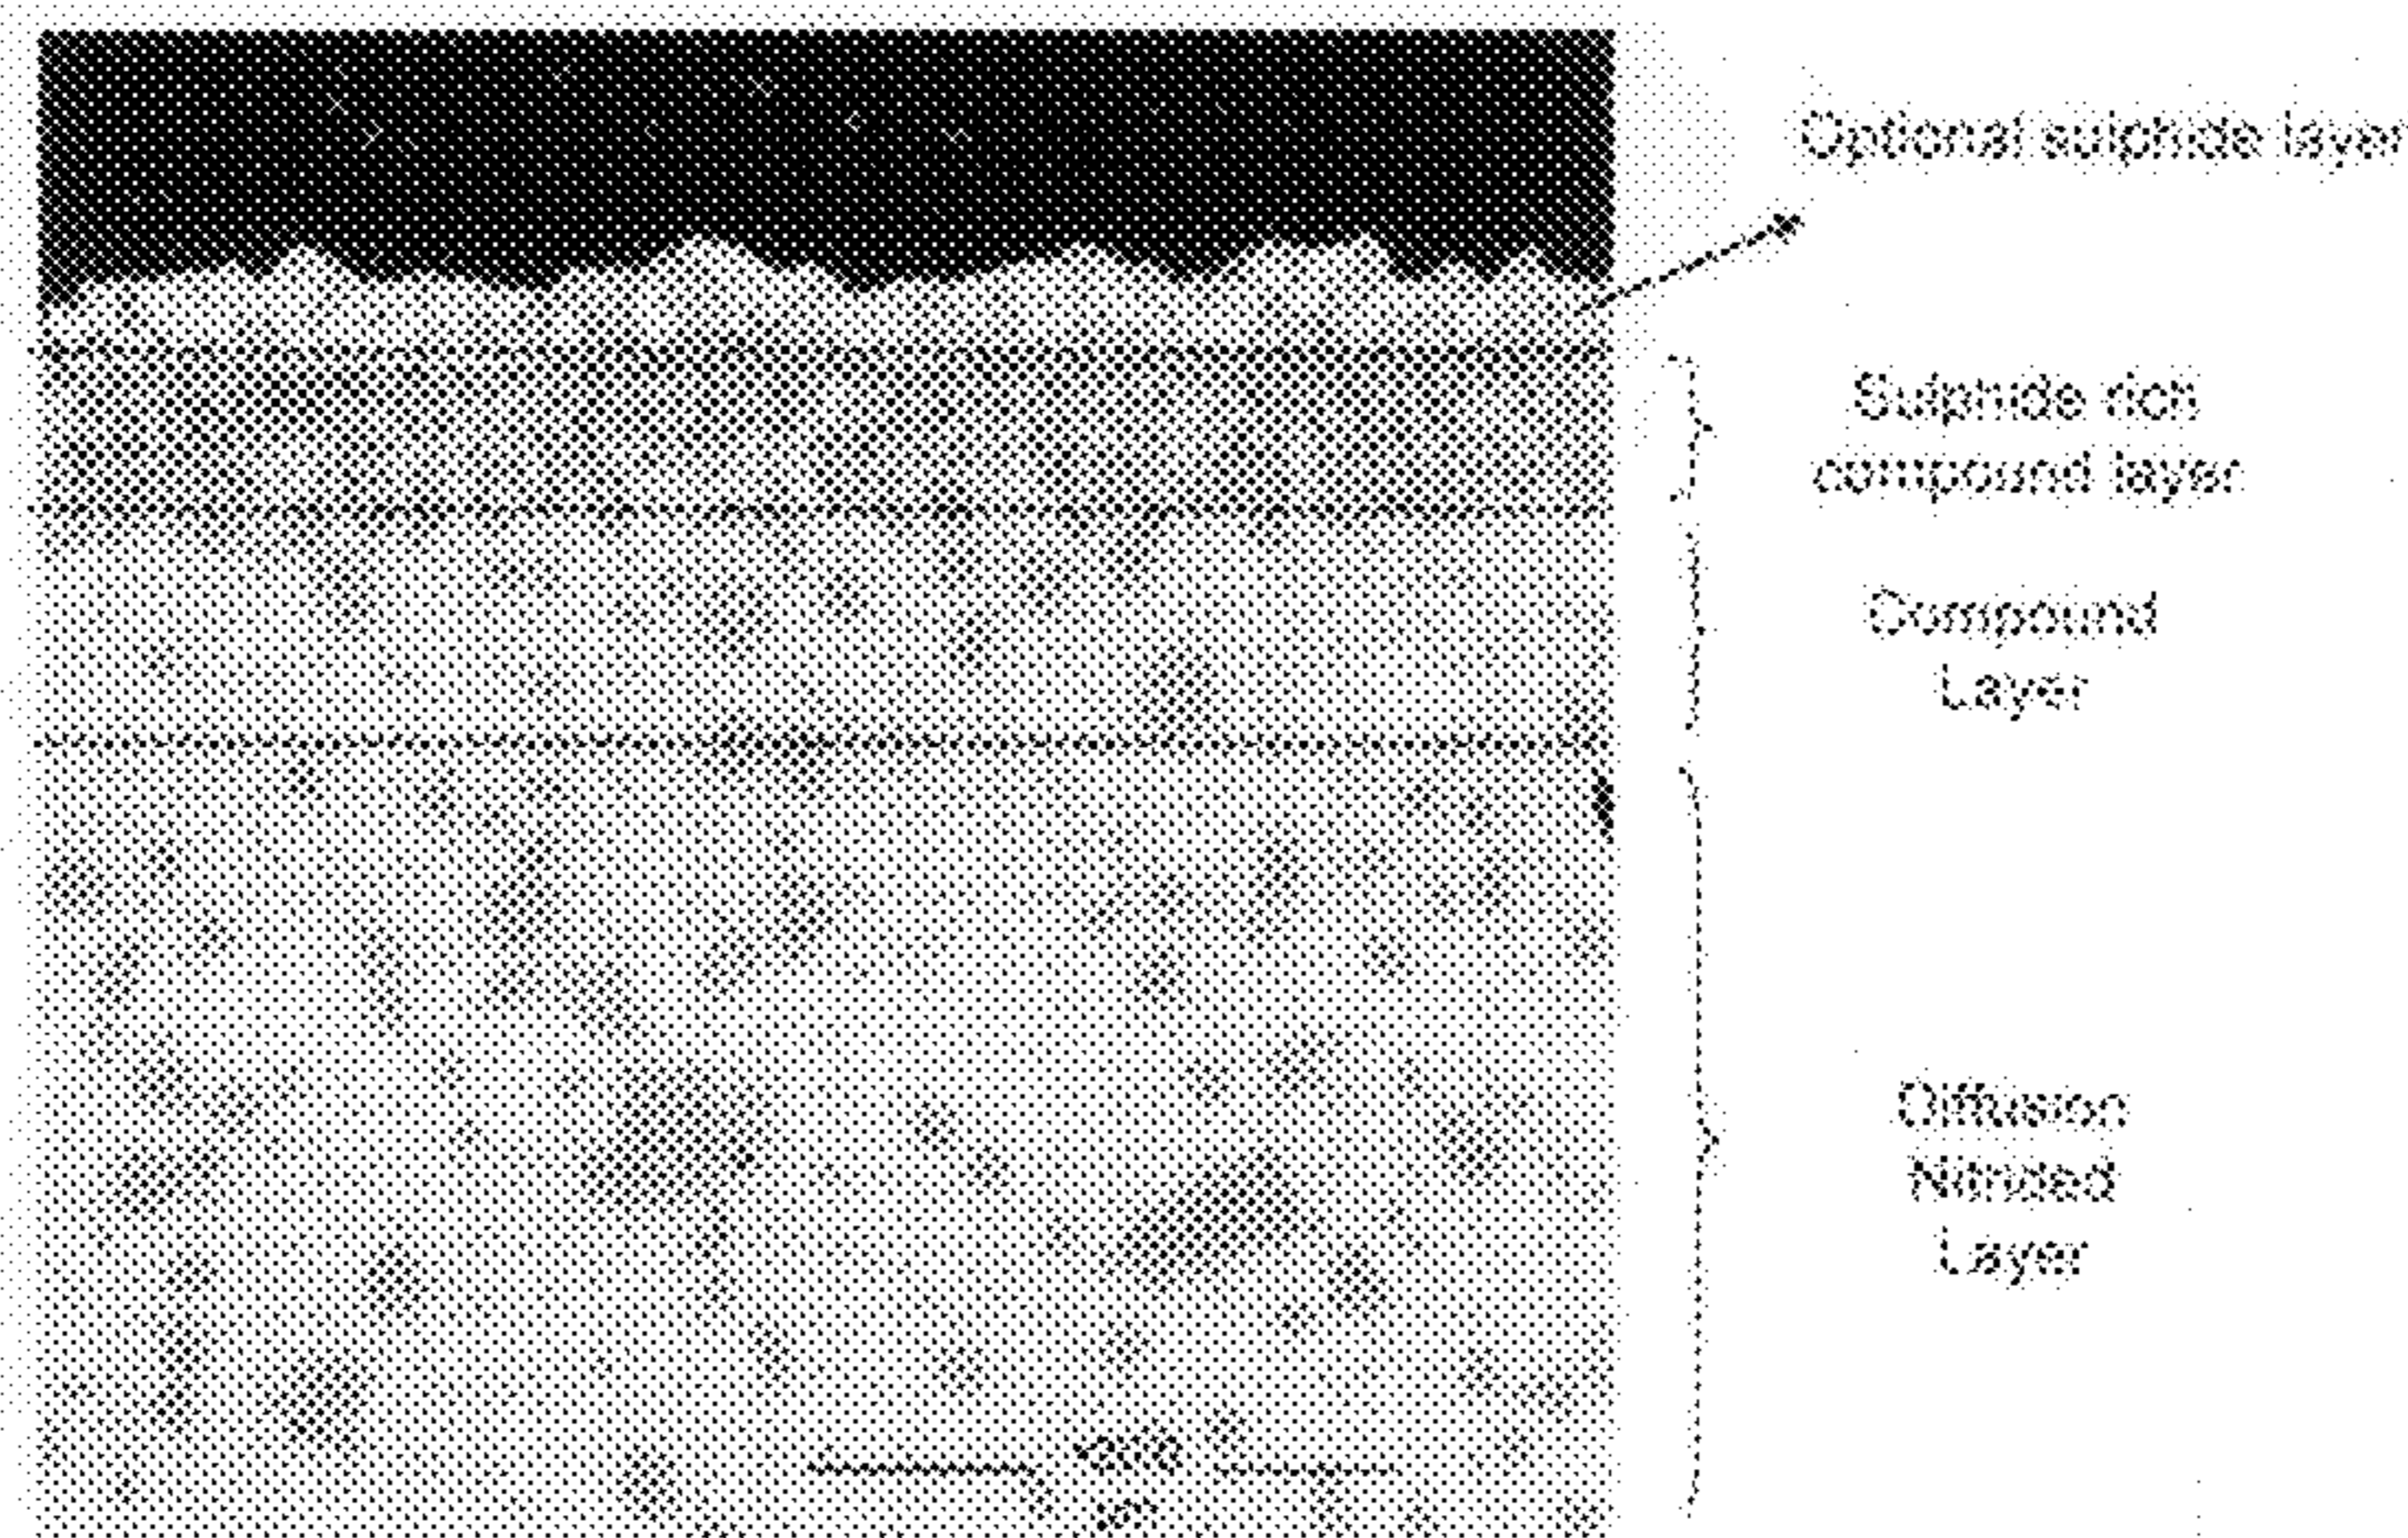 Optional sulphide layer
Sulphide rich
compound layer
Compound
Layer
Diffusion
Nitrided
Layer